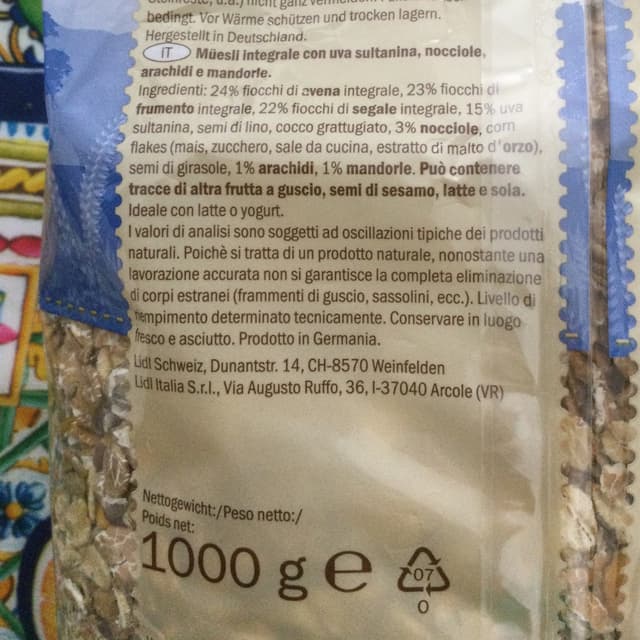 nicht ganz
bedingt. Vor Wärme schützen und trocken lagern.
Hergestellt in Deutschland.
IT Müesli integrale con uva sultanina, nocciole,
arachidi e mandorle.
Ingredienti: 24% fiocchi di avena integrale, 23% fiocchi di
frumento integrale, 22% fiocchi di segale integrale, 15% uva
sultanina, semi di lino, cocco grattugiato, 3% nocciole, corn
flakes (mais, zucchero, sale da cucina, estratto di malto d'orzo),
semi di girasole, 1% arachidi, 1% mandorle. Può contenere
tracce di altra frutta a guscio, semi di sesamo, latte e soia.
Ideale con latte o yogurt.
I valori di analisi sono soggetti ad oscillazioni tipiche dei prodotti
naturali. Poichè si tratta di un prodotto naturale, nonostante una
lavorazione accurata non si garantisce la completa eliminazione
di corpi estranei (frammenti di guscio, sassolini, ecc.). Livello di
riempimento determinato tecnicamente. Conservare in luogo
fresco e asciutto. Prodotto in Germania.
Lidl Schweiz, Dunantstr. 14, CH-8570 Weinfelden
Lidl Italia S.r.l., Via Augusto Ruffo, 36, I-37040 Arcole (VR)
Nettogewicht:/Peso netto:/
Poids net:
1000 g e
07
O